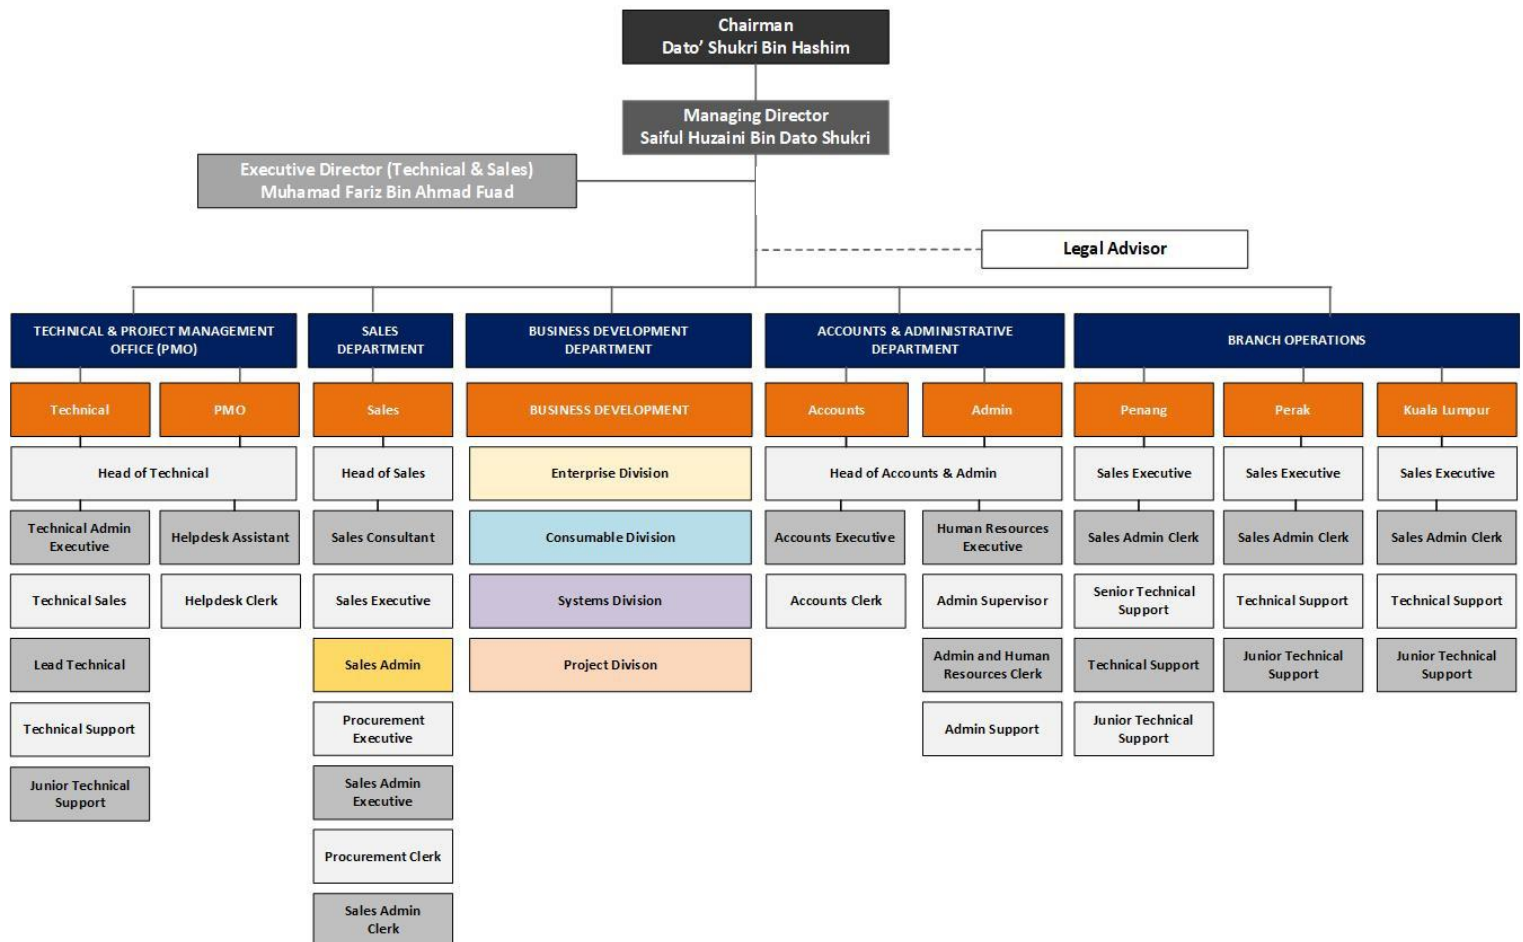 Chairman
Dato’ Shukri Bin Hashim
Managing Director
Saiful Huzaini Bin Dato Shukri
Executive Director (Technical & Sales)
Muhamad Fariz Bin Ahmad Fuad
Legal Advisor
TECHNICAL & PROJECT MANAGEMENT
OFFICE (PMO)
Technical
PMO
Head of Technical
Technical Admin
Executive
Technical Sales
Lead Technical
Technical Support
Junior Technical
Support
Helpdesk Assistant
Helpdesk Clerk
SALES
DEPARTMENT
Sales
Head of Sales
Sales Consultant
Sales Executive
Sales Admin
Procurement
Executive
Sales Admin
Executive
Procurement Clerk
Sales Admin
Clerk
BUSINESS DEVELOPMENT
DEPARTMENT
BUSINESS DEVELOPMENT
Enterprise Division
Consumable Division
Systems Division
Project Divison
ACCOUNTS & ADMINISTRATIVE
DEPARTMENT
Accounts
Admin
Head of Accounts & Admin
Accounts Executive
Accounts Clerk
Human Resources
Executive
Admin Supervisor
Admin and Human
Resources Clerk
Admin Support
BRANCH OPERATIONS
Penang
Sales Executive
Sales Admin Clerk
Senior Technical
Support
Technical Support
Junior Technical
Support
Perak
Sales Executive
Sales Admin Clerk
Technical Support
Junior Technical
Support
Kuala Lumpur
Sales Executive
Sales Admin Clerk
Technical Support
Junior Technical
Support